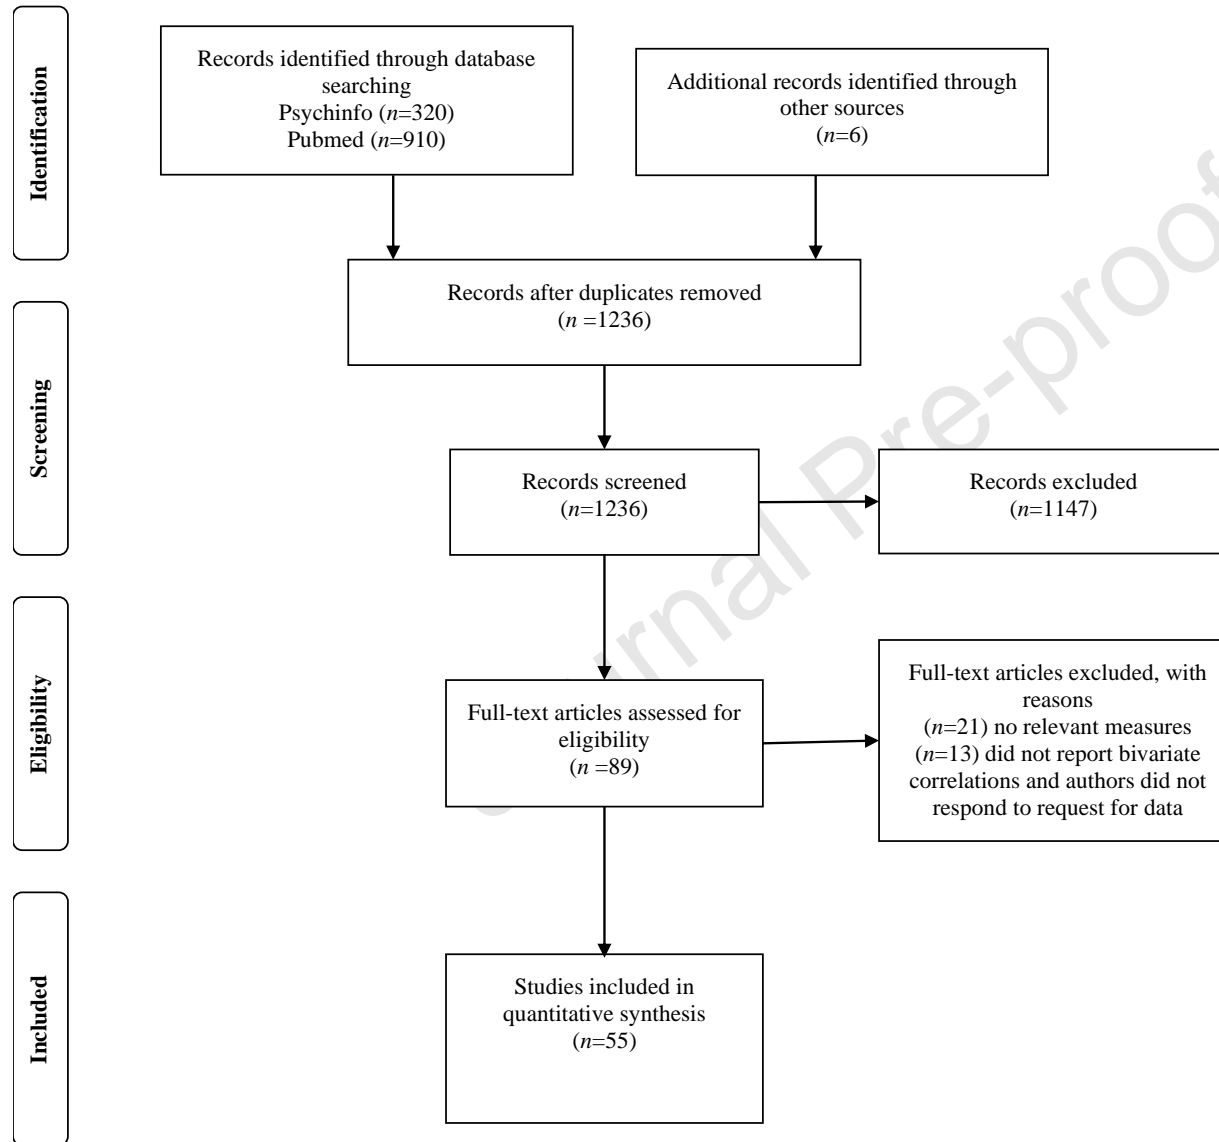 Identification
Records identified through database
searching
Psychinfo (n=320)
Pubmed (n=910)
Additional records identified through
other sources
(n=6)
Records after duplicates removed
(n =1236)
Screening
Records screened
(n=1236)
Records excluded
(n=1147)
Eligibility
Full-text articles assessed for
eligibility
(n =89)
Full-text articles excluded, with
reasons
(n=21) no relevant measures
(n=13) did not report bivariate
correlations and authors did not
respond to request for data
Included
Studies included in
quantitative synthesis
(n=55)
Journal Pre-proof